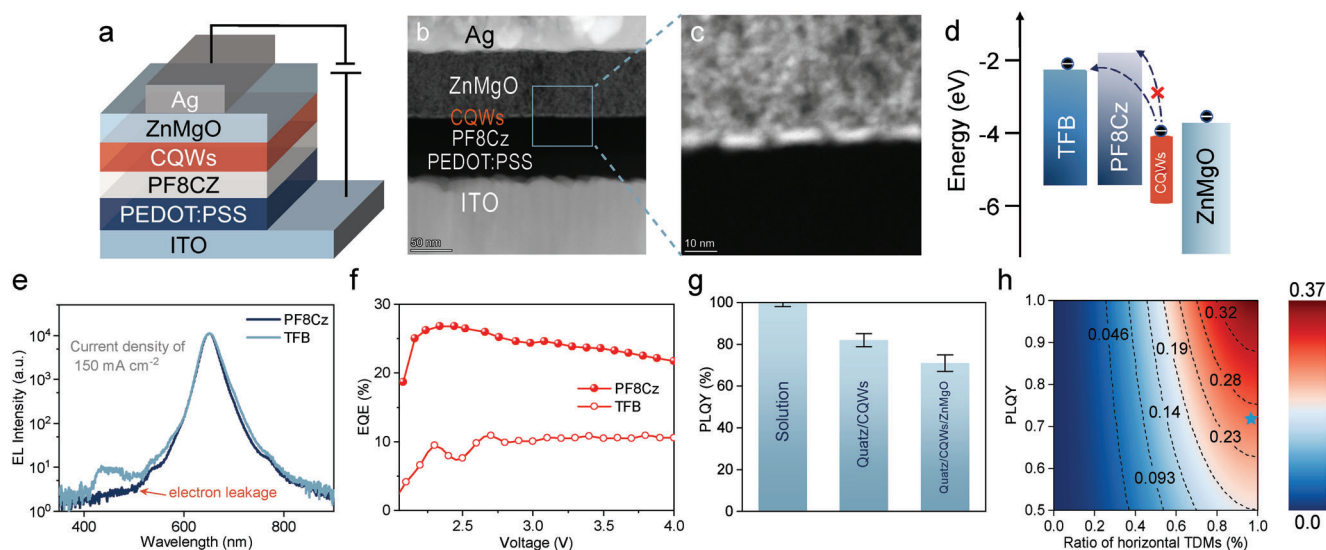 a
Ag
ZnMgO
CQWs
PF8CZ
PEDOT:PSS
ITO
b
Ag
ZnMgO
CQWs
PF8Cz
PEDOT:PSS
ITO
50 nm
c
10 nm
d
Energy (eV)
-2
-4
-6
TFB
PF8Cz
CQWs
ZnMgO
e
EL Intensity (a.u.)
10⁴
10³
10²
10¹
10⁰
PF8Cz
TFB
Current density of
150 mA cm⁻²
electron leakage
400
600
800
Wavelength (nm)
f
EQE (%)
30
20
10
0
PF8Cz
TFB
2.5
3.0
3.5
4.0
Voltage (V)
g
PLQY (%)
100
80
60
40
20
0
Solution
Quatz/CQWs
Quatz/CQWs/ZnMgO
h
PLQY
1.0
0.9
0.8
0.7
0.6
0.5
0.046
0.093
0.14
0.19
0.23
0.28
0.32
0.0
0.2
0.4
0.6
0.8
1.0
Ratio of horizontal TDMs (%)
0.37
0.0